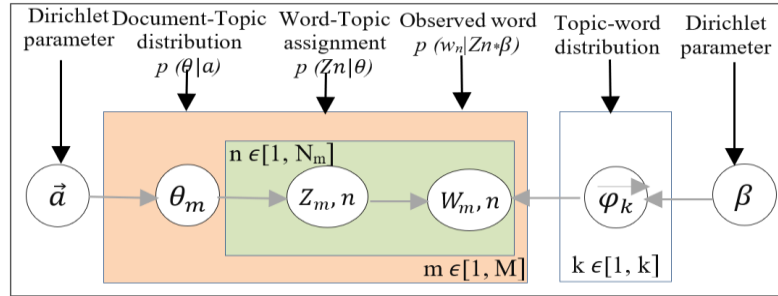 Dirichlet parameter
Document-Topic distribution
p (θ|a)
Word-Topic assignment
p (Zn|θ)
Observed word
p (wₙ|Zn*β)
Topic-word distribution
Dirichlet parameter
n ϵ[1, Nₘ]
a⃗
θₘ
Zₘ, n
Wₘ, n
φₖ
β
m ϵ[1, M]
k ϵ[1, k]